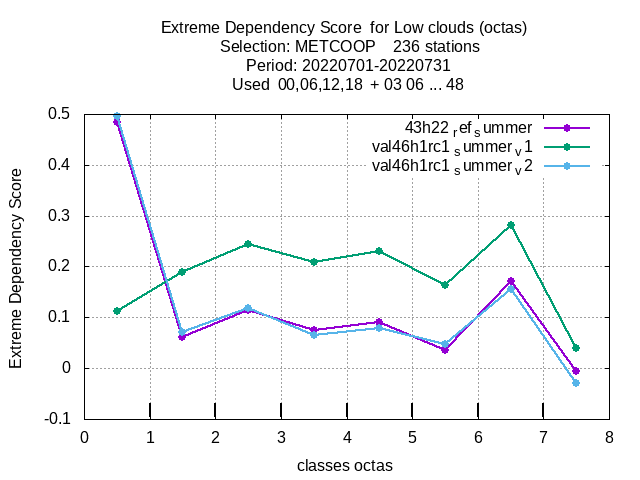 Extreme Dependency Score  for Low clouds (octas)
Selection: METCOOP    236 stations
Period: 20220701-20220731
Used  00,06,12,18  + 03 06 ... 48
43h22 ref summer
val46h1rc1 summer v1
val46h1rc1 summer v2
Extreme Dependency Score
0.5
0.4
0.3
0.2
0.1
0
-0.1
0 1 2 3 4 5 6 7 8
classes octas